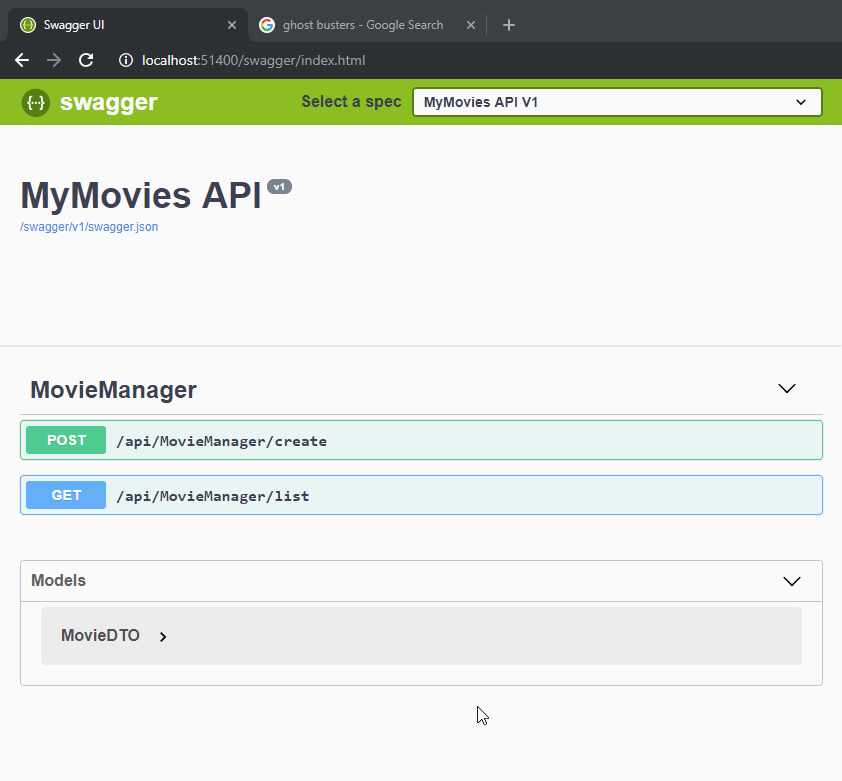 Swagger UI
ghost busters - Google Search
localhost:51400/swagger/index.html
{··} swagger
Select a spec
MyMovies API V1
MyMovies API v1
/swagger/v1/swagger.json
MovieManager
POST /api/MovieManager/create
GET /api/MovieManager/list
Models
MovieDTO